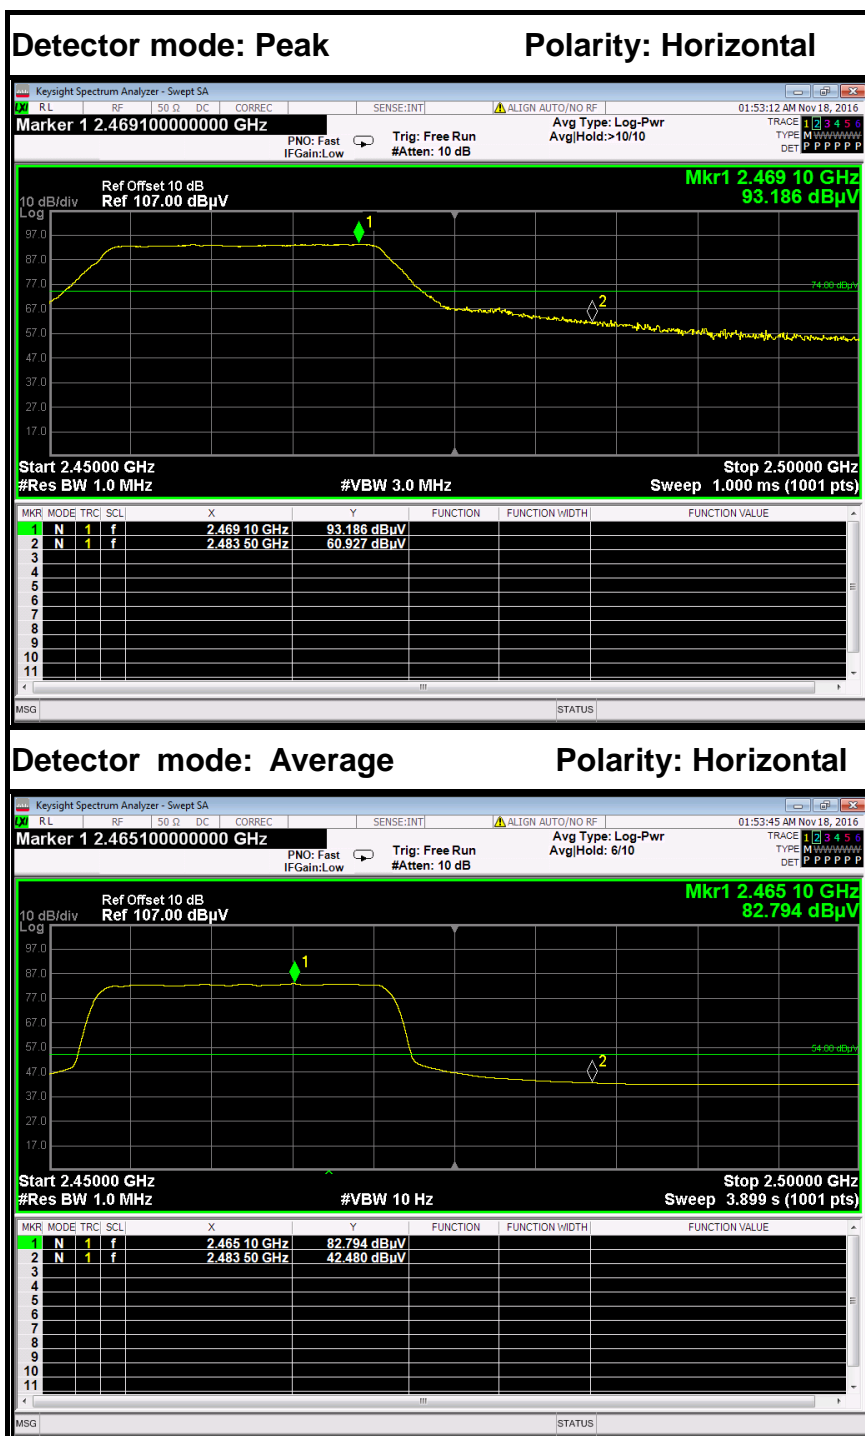 Detector mode: Peak Polarity: Horizontal
Keysight Spectrum Analyzer - Swept SA
LXI RL RF 50 Ω DC CORREC SENSE:INT ALIGN AUTO/NO RF 01:53:12 AM Nov 18, 2016
Marker 1 2.469100000000 GHz Avg Type: Log-Pwr TRACE 1 2 3 4 5 6
PNO: Fast Trig: Free Run Avg|Hold:>10/10 TYPE M WWWWW
IFGain:Low #Atten: 10 dB DET P P P P P P
Mkr1 2.469 10 GHz
Ref Offset 10 dB
10 dB/div Ref 107.00 dBµV 93.186 dBµV
Log
1
97.0
87.0
77.0
74.00 dBµV
67.0
2
57.0
47.0
37.0
27.0
17.0
Start 2.45000 GHz Stop 2.50000 GHz
#Res BW 1.0 MHz #VBW 3.0 MHz Sweep 1.000 ms (1001 pts)
MKR MODE TRC SCL X Y FUNCTION FUNCTION WIDTH FUNCTION VALUE
1 N 1 f 2.469 10 GHz 93.186 dBµV
2 N 1 f 2.483 50 GHz 60.927 dBµV
3
4
5
6
7
8
9
10
11
MSG STATUS
Detector mode: Average Polarity: Horizontal
Keysight Spectrum Analyzer - Swept SA
LXI RL RF 50 Ω DC CORREC SENSE:INT ALIGN AUTO/NO RF 01:53:45 AM Nov 18, 2016
Marker 1 2.465100000000 GHz Avg Type: Log-Pwr TRACE 1 2 3 4 5 6
PNO: Fast Trig: Free Run Avg|Hold: 6/10 TYPE M WWWWW
IFGain:Low #Atten: 10 dB DET P P P P P P
Mkr1 2.465 10 GHz
Ref Offset 10 dB
10 dB/div Ref 107.00 dBµV 82.794 dBµV
Log
97.0
1
87.0
77.0
67.0
57.0
54.00 dBµV
2
47.0
37.0
27.0
17.0
Start 2.45000 GHz Stop 2.50000 GHz
#Res BW 1.0 MHz #VBW 10 Hz Sweep 3.899 s (1001 pts)
MKR MODE TRC SCL X Y FUNCTION FUNCTION WIDTH FUNCTION VALUE
1 N 1 f 2.465 10 GHz 82.794 dBµV
2 N 1 f 2.483 50 GHz 42.480 dBµV
3
4
5
6
7
8
9
10
11
MSG STATUS